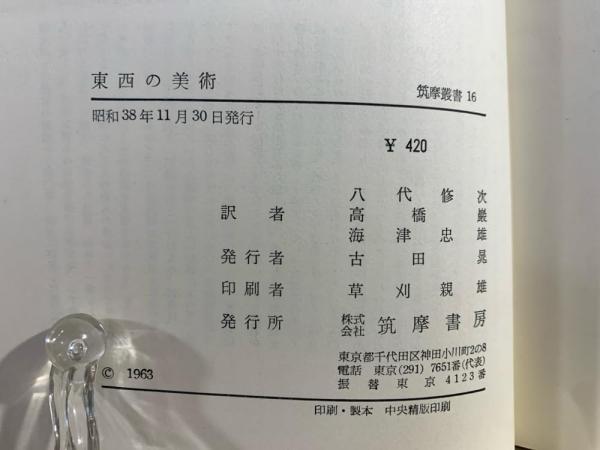 東西の美術 筑摩叢書 16
昭和38年11月30日発行
¥ 420
八代修次
訳者 高橋巖
海津忠雄
発行者 古田晃
印刷者 草刈親雄
発行所 株式会社 筑摩書房
東京都千代田区神田小川町2の8
電話 東京(291)7651番(代表)
振替東京4123番
© 1963
印刷・製本 中央精版印刷